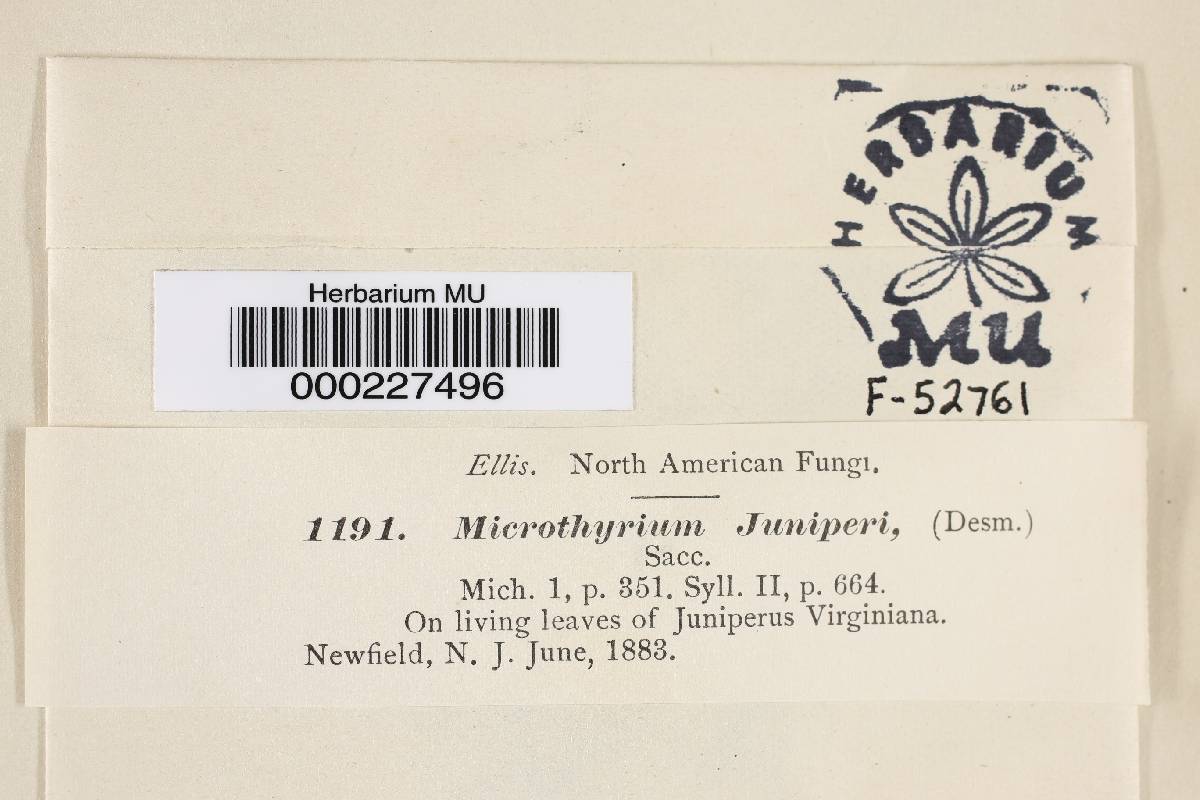 HERBARIUM
MU
F-52761
Herbarium MU
000227496
Ellis. North American Fungi.
1191. Microthyrium Juniperi, (Desm.)
Sacc.
Mich. 1, p. 351. Syll. II, p. 664.
On living leaves of Juniperus Virginiana.
Newfield, N. J. June, 1883.